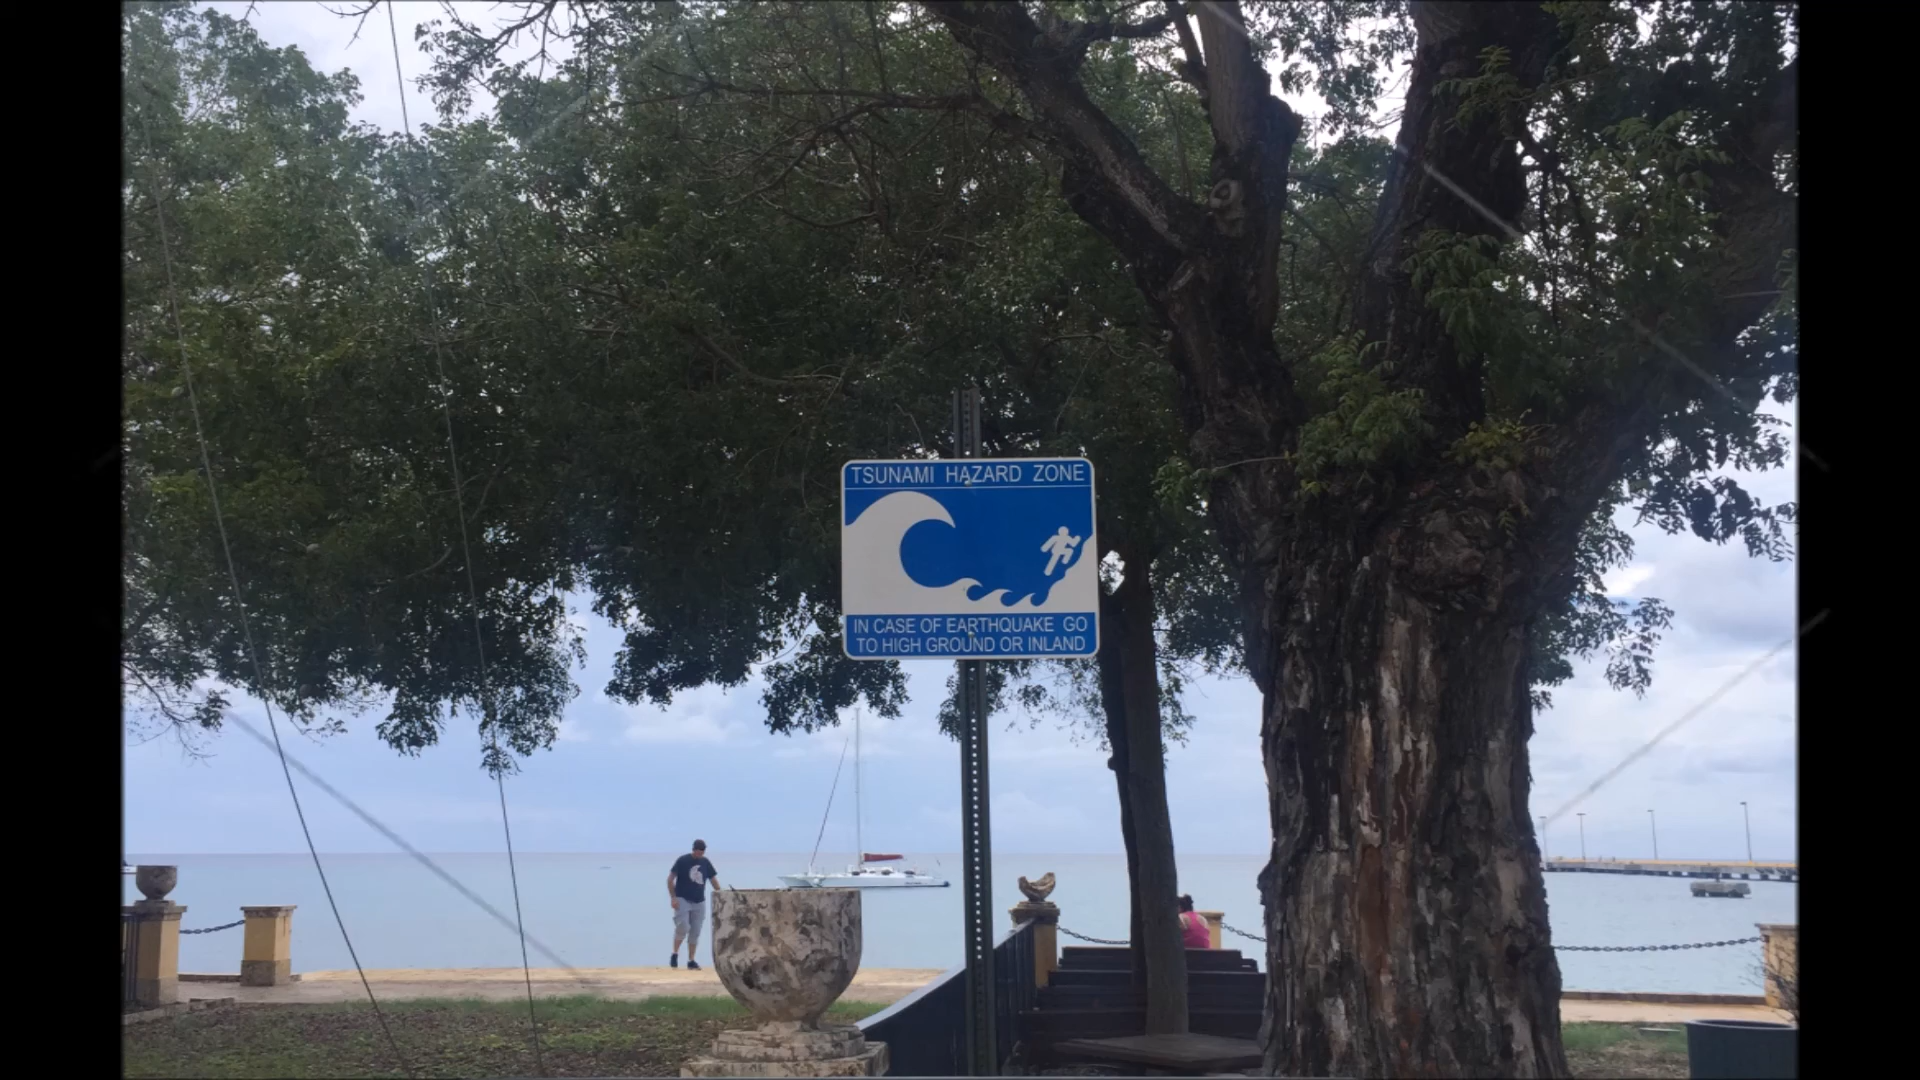 TSUNAMI HAZARD ZONE
IN CASE OF EARTHQUAKE GO
TO HIGH GROUND OR INLAND